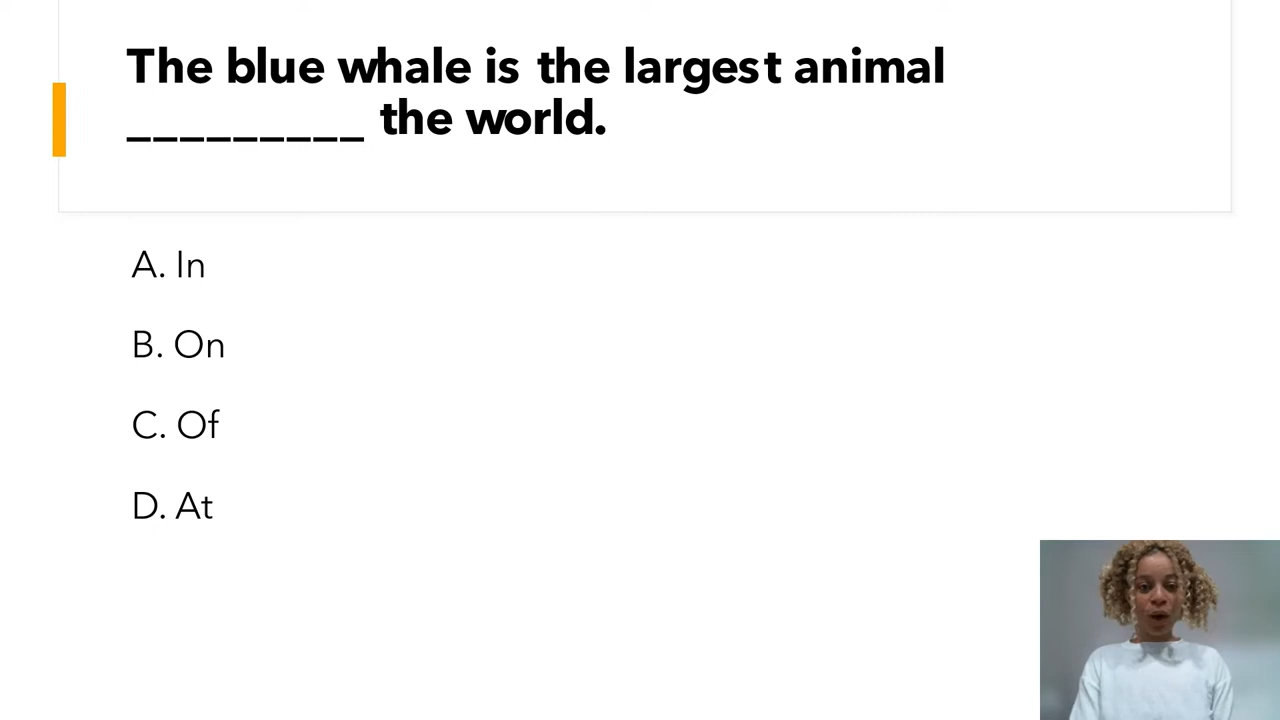 The blue whale is the largest animal
_________ the world.
A. In
B. On
C. Of
D. At